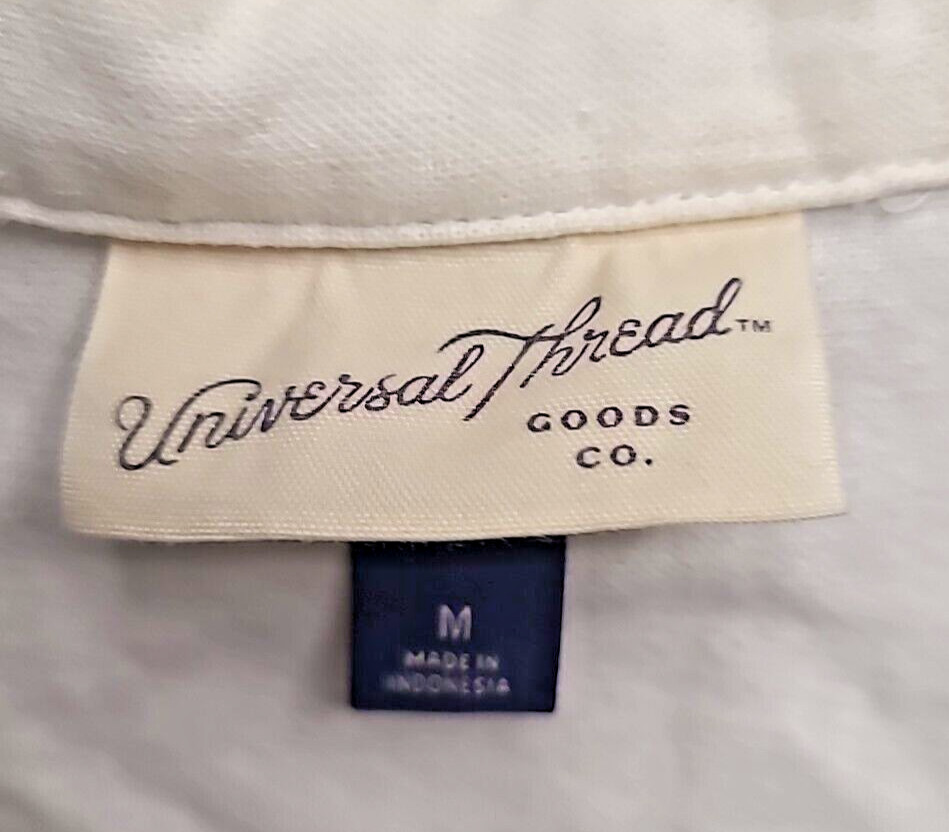 Universal Thread™
GOODS
CO.
M
MADE IN
INDONESIA